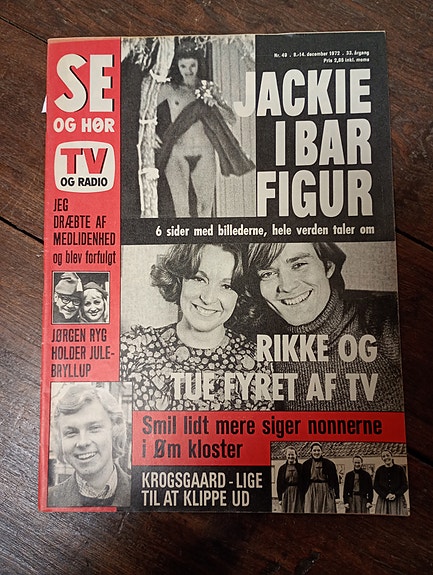 SE
OG HØR
TV
OG RADIO
Nr. 49 . 8.-14. december 1972 . 33. årgang
Pris 2,85 inkl. moms
JACKIE
I BAR
FIGUR
6 sider med billederne, hele verden taler om
JEG
DRÆBTE AF
MEDLIDENHED
og blev forfulgt
JØRGEN RYG
HOLDER JULE-
BRYLLUP
RIKKE OG
TUE FYRET AF TV
Smil lidt mere siger nonnerne
i Øm kloster
KROGSGAARD - LIGE
TIL AT KLIPPE UD